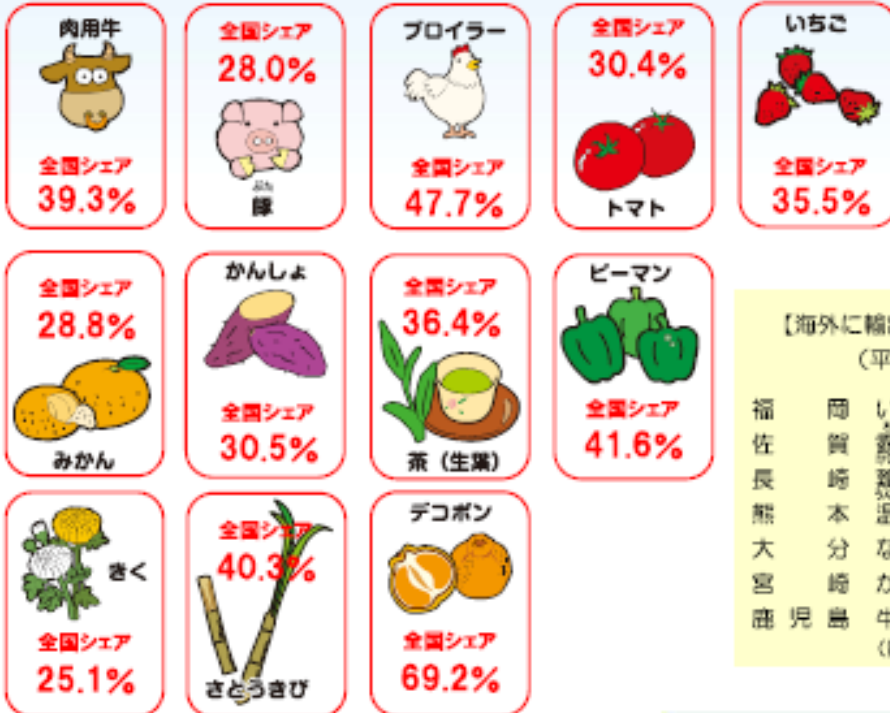 肉用牛
全国シェア
39.3%
全国シェア
28.0%
ぶた
豚
ブロイラー
全国シェア
47.7%
全国シェア
30.4%
トマト
いちご
全国シェア
35.5%
全国シェア
28.8%
みかん
かんしょ
全国シェア
30.5%
全国シェア
36.4%
茶（生葉）
ピーマン
全国シェア
41.6%
きく
全国シェア
25.1%
全国シェア
40.3%
さとうきび
デコポン
全国シェア
69.2%
【海外に輸
（平
福岡
佐賀
長崎
熊本 温
大分 な
宮崎 か
鹿児島 牛